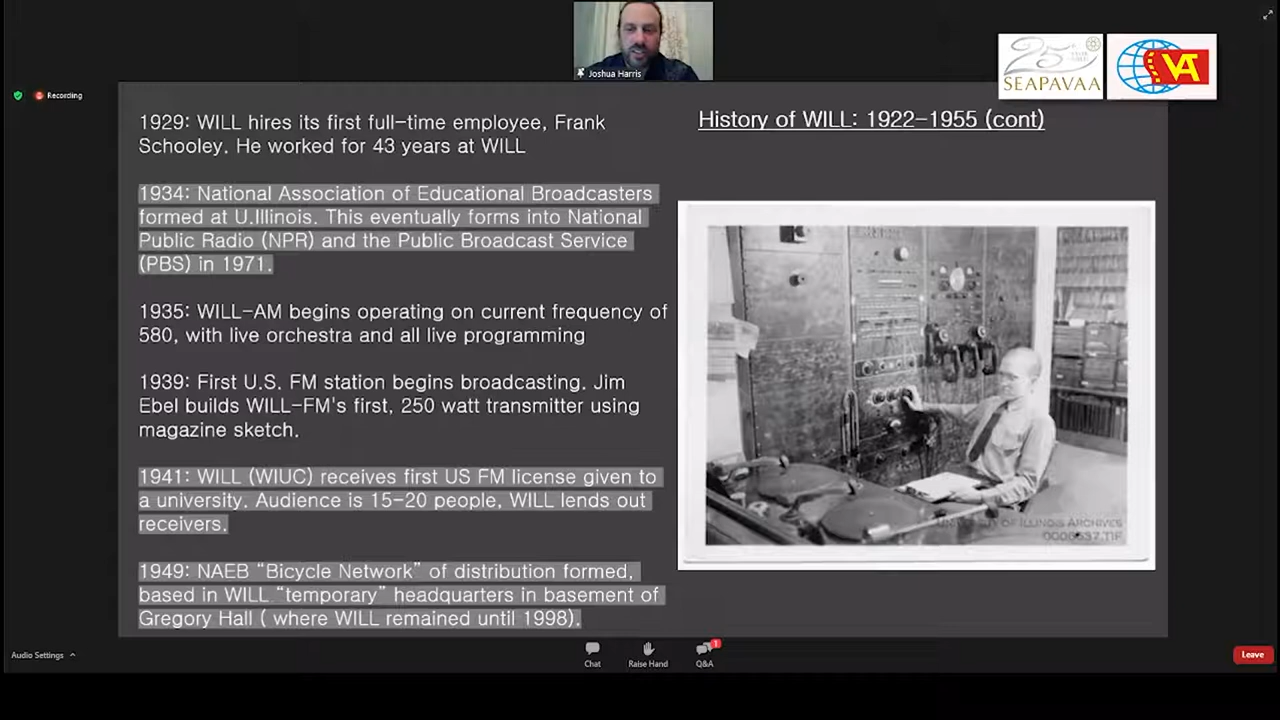 Joshua Harris
SEAPAVAA
VAT
Recording
1929: WILL hires its first full-time employee, Frank
Schooley. He worked for 43 years at WILL
1934: National Association of Educational Broadcasters
formed at U.Illinois. This eventually forms into National
Public Radio (NPR) and the Public Broadcast Service
(PBS) in 1971.
1935: WILL-AM begins operating on current frequency of
580, with live orchestra and all live programming
1939: First U.S. FM station begins broadcasting. Jim
Ebel builds WILL-FM's first, 250 watt transmitter using
magazine sketch.
1941: WILL (WIUC) receives first US FM license given to
a university. Audience is 15-20 people, WILL lends out
receivers.
1949: NAEB “Bicycle Network” of distribution formed,
based in WILL “temporary” headquarters in basement of
Gregory Hall ( where WILL remained until 1998).
History of WILL: 1922-1955 (cont)
UNIVERSITY OF ILLINOIS ARCHIVES
Audio Settings
Chat
Raise Hand
1
Q&A
Leave